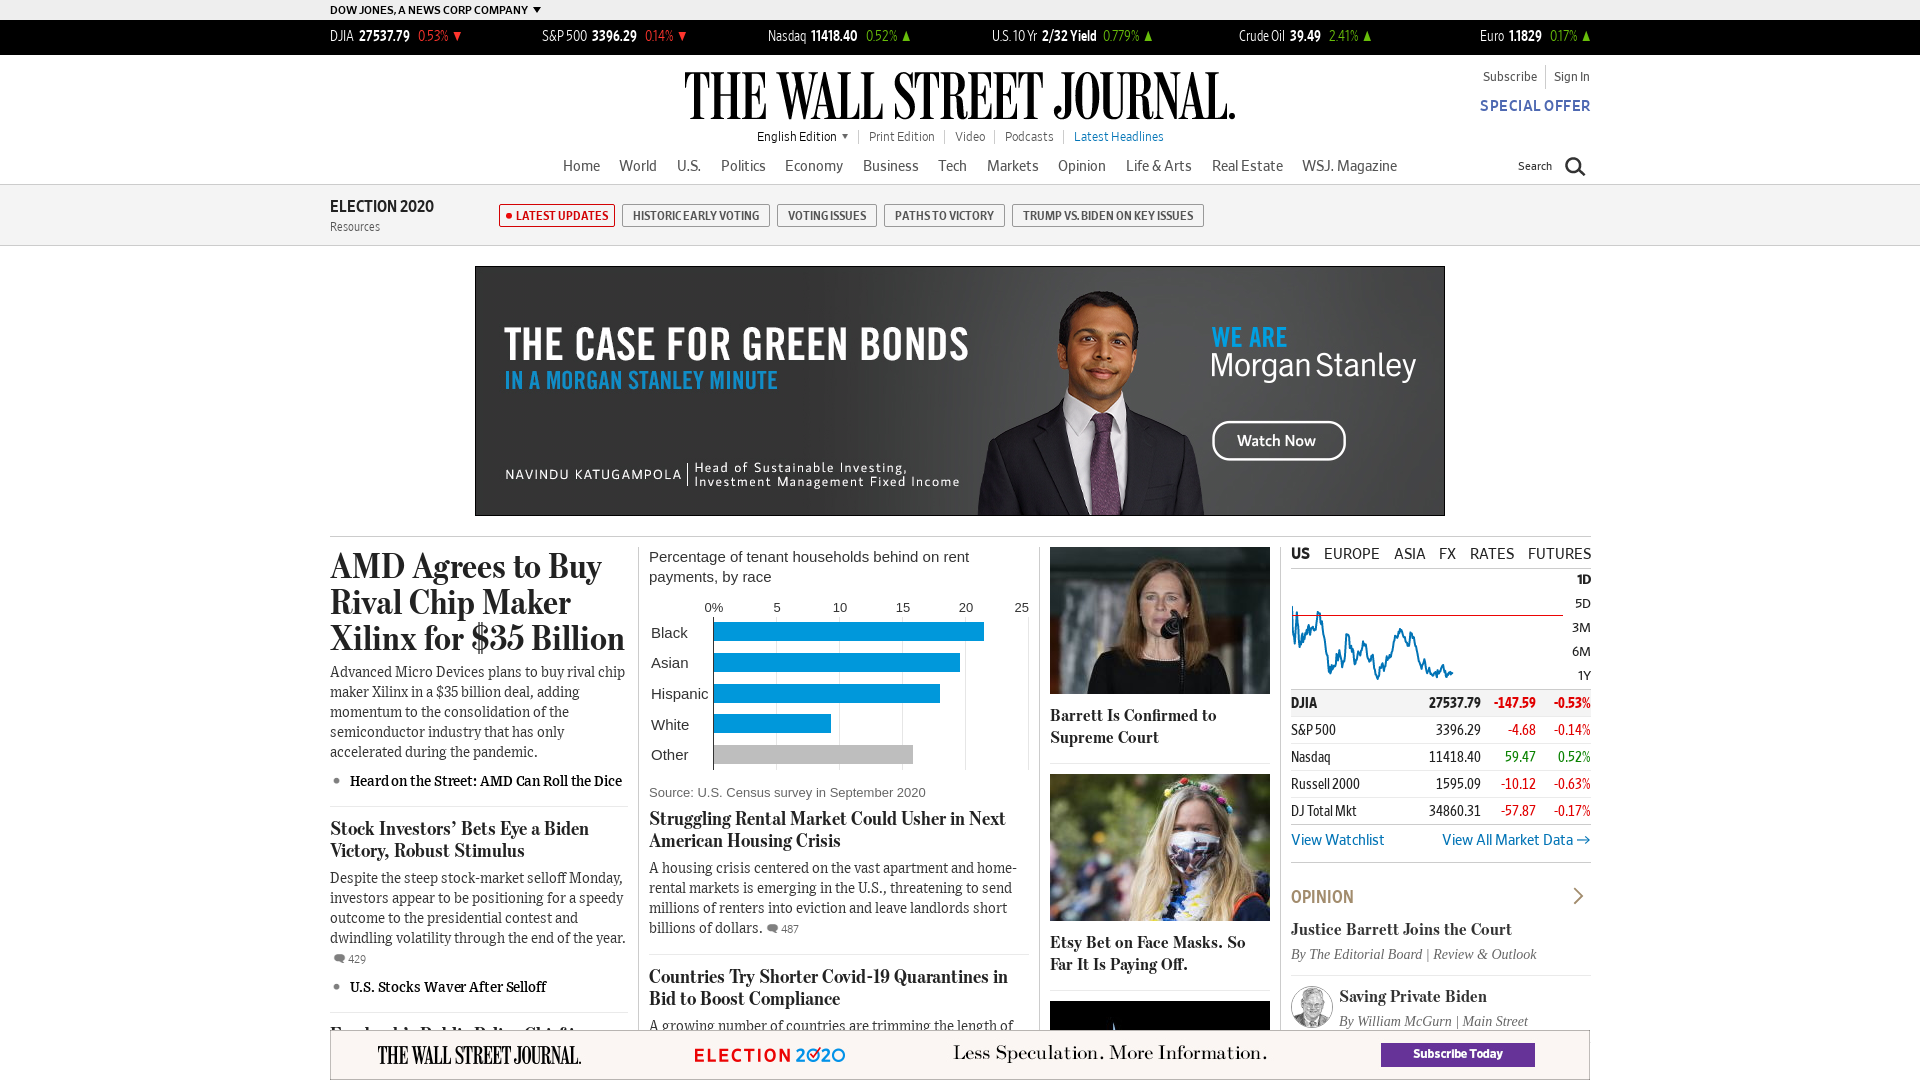 DOW JONES, A NEWS CORP COMPANY
DJIA 27537.79 0.53% S&P 500 3396.29 0.14% Nasdaq 11418.40 0.52% U.S. 10 Yr 2/32 Yield 0.779% Crude Oil 39.49 2.41% Euro 1.1829 0.17%
THE WALL STREET JOURNAL.
Subscribe Sign In
SPECIAL OFFER
English Edition Print Edition Video Podcasts Latest Headlines
Home World U.S. Politics Economy Business Tech Markets Opinion Life & Arts Real Estate WSJ. Magazine Search
ELECTION 2020
Resources
LATEST UPDATES HISTORIC EARLY VOTING VOTING ISSUES PATHS TO VICTORY TRUMP VS. BIDEN ON KEY ISSUES
THE CASE FOR GREEN BONDS
IN A MORGAN STANLEY MINUTE
NAVINDU KATUGAMPOLA
Head of Sustainable Investing,
Investment Management Fixed Income
WE ARE
Morgan Stanley
Watch Now
AMD Agrees to Buy
Rival Chip Maker
Xilinx for $35 Billion
Advanced Micro Devices plans to buy rival chip
maker Xilinx in a $35 billion deal, adding
momentum to the consolidation of the
semiconductor industry that has only
accelerated during the pandemic.
Heard on the Street: AMD Can Roll the Dice
Stock Investors’ Bets Eye a Biden
Victory, Robust Stimulus
Despite the steep stock-market selloff Monday,
investors appear to be positioning for a speedy
outcome to the presidential contest and
dwindling volatility through the end of the year.
429
U.S. Stocks Waver After Selloff
Percentage of tenant households behind on rent
payments, by race
0% 5 10 15 20 25
Black
Asian
Hispanic
White
Other
Source: U.S. Census survey in September 2020
Struggling Rental Market Could Usher in Next
American Housing Crisis
A housing crisis centered on the vast apartment and home-
rental markets is emerging in the U.S., threatening to send
millions of renters into eviction and leave landlords short
billions of dollars. 487
Countries Try Shorter Covid-19 Quarantines in
Bid to Boost Compliance
A growing number of countries are trimming the length of
Barrett Is Confirmed to
Supreme Court
Etsy Bet on Face Masks. So
Far It Is Paying Off.
US EUROPE ASIA FX RATES FUTURES
1D
5D
3M
6M
1Y
DJIA 27537.79 -147.59 -0.53%
S&P 500 3396.29 -4.68 -0.14%
Nasdaq 11418.40 59.47 0.52%
Russell 2000 1595.09 -10.12 -0.63%
DJ Total Mkt 34860.31 -57.87 -0.17%
View Watchlist View All Market Data
OPINION
Justice Barrett Joins the Court
By The Editorial Board | Review & Outlook
Saving Private Biden
By William McGurn | Main Street
THE WALL STREET JOURNAL. ELECTION 2020 Less Speculation. More Information. Subscribe Today